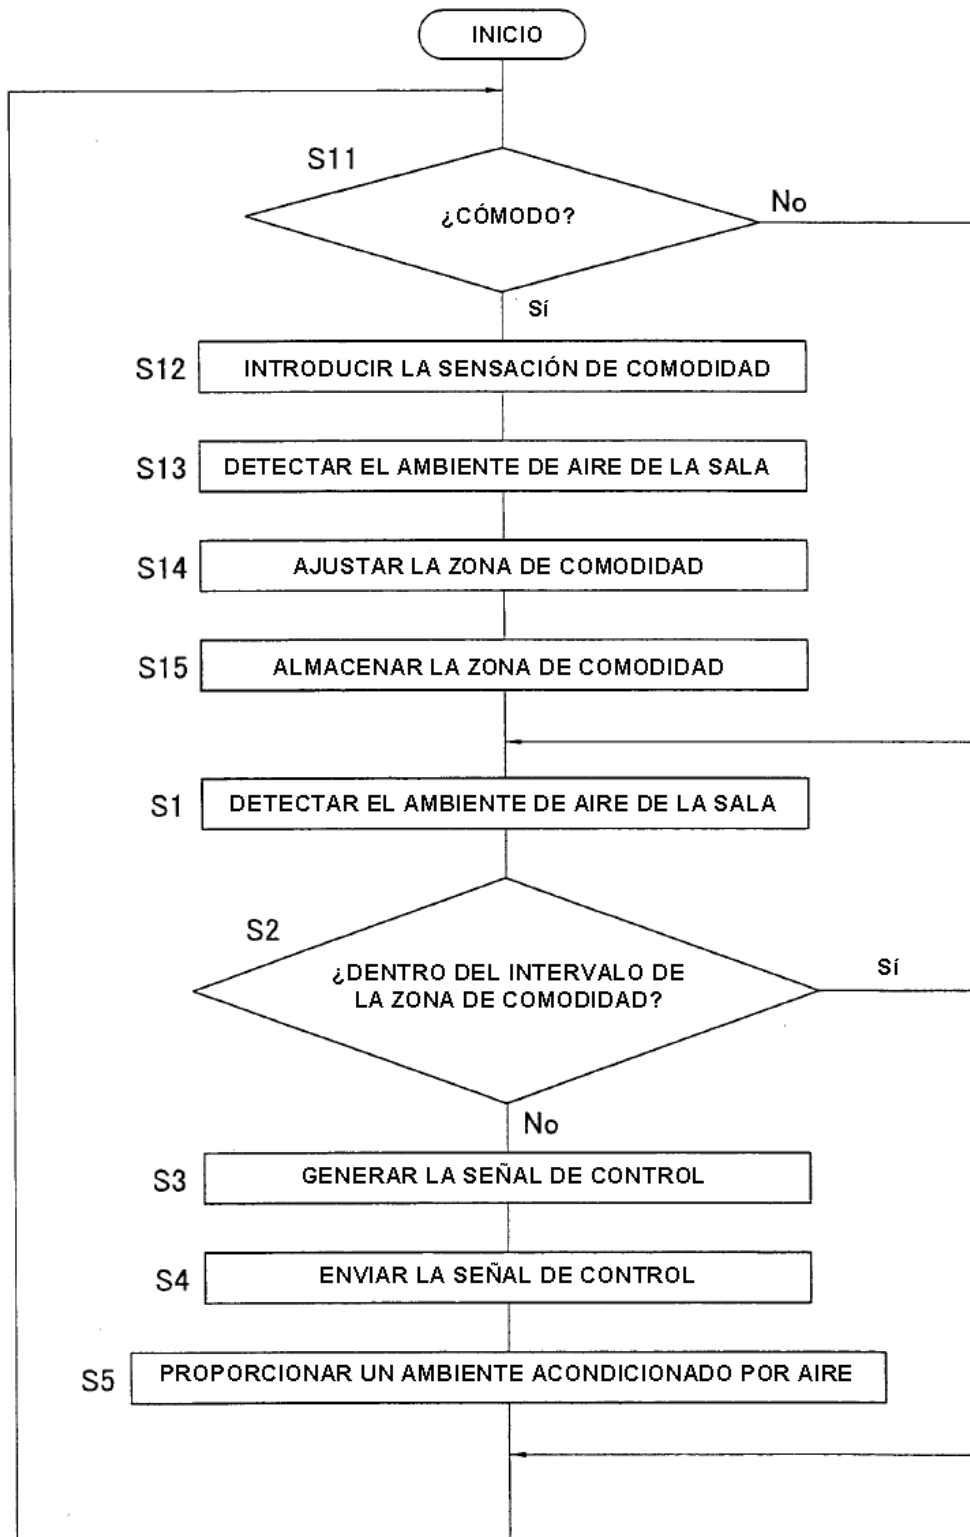 INICIO
S11
¿CÓMODO?
No
Sí
S12
INTRODUCIR LA SENSACIÓN DE COMODIDAD
S13
DETECTAR EL AMBIENTE DE AIRE DE LA SALA
S14
AJUSTAR LA ZONA DE COMODIDAD
S15
ALMACENAR LA ZONA DE COMODIDAD
S1
DETECTAR EL AMBIENTE DE AIRE DE LA SALA
S2
¿DENTRO DEL INTERVALO DE
LA ZONA DE COMODIDAD?
Sí
No
S3
GENERAR LA SEÑAL DE CONTROL
S4
ENVIAR LA SEÑAL DE CONTROL
S5
PROPORCIONAR UN AMBIENTE ACONDICIONADO POR AIRE